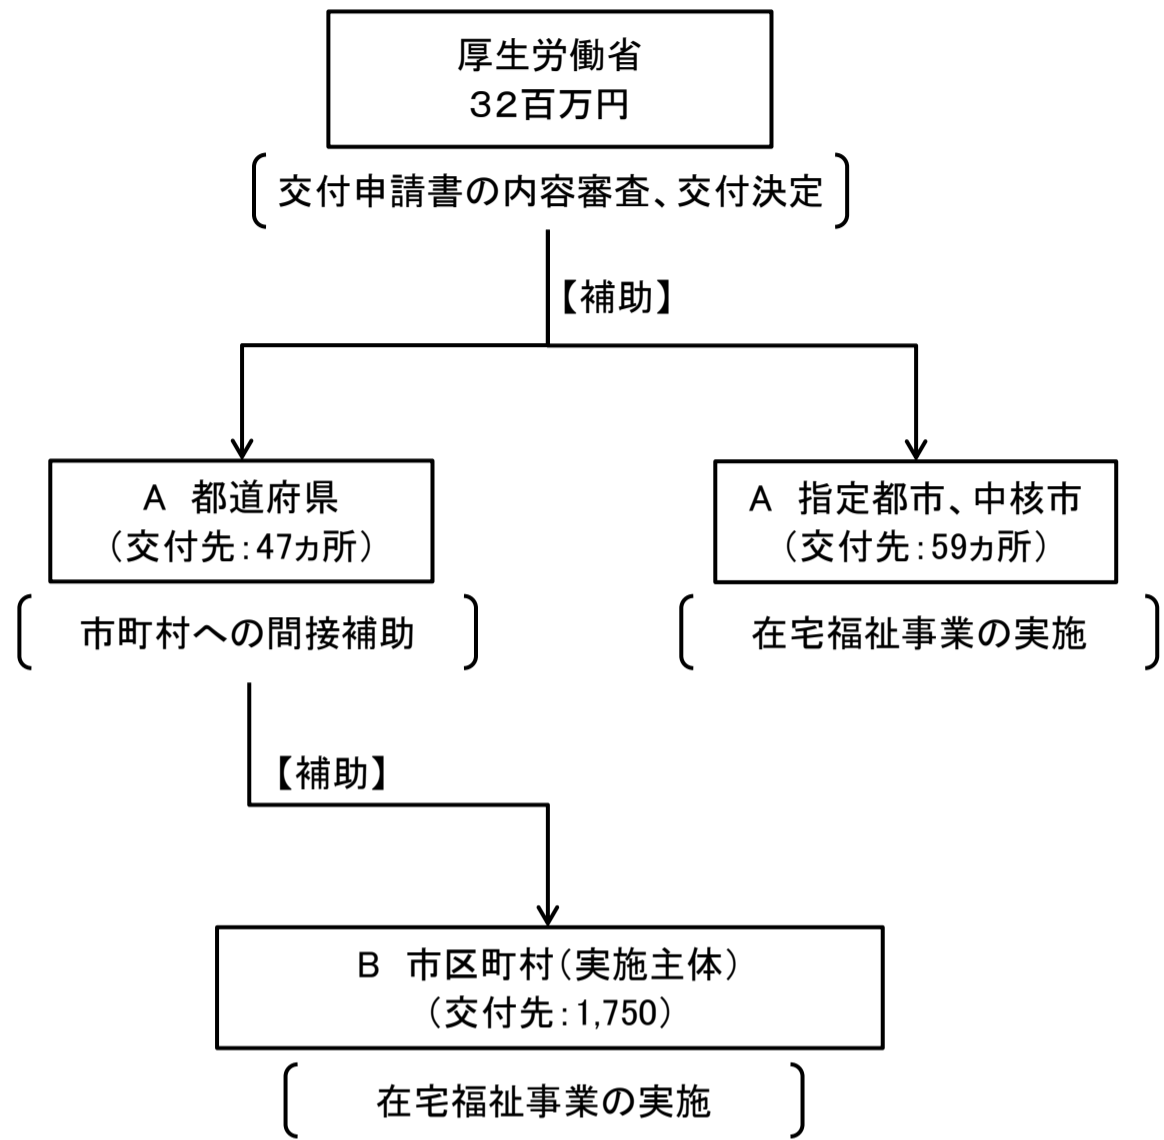 厚生労働省
３２百万円
交付申請書の内容審査、交付決定
【補助】
A　都道府県
（交付先：47ヵ所）
A　指定都市、中核市
（交付先：59ヵ所）
市町村への間接補助
在宅福祉事業の実施
【補助】
B　市区町村（実施主体）
（交付先：1,750）
在宅福祉事業の実施